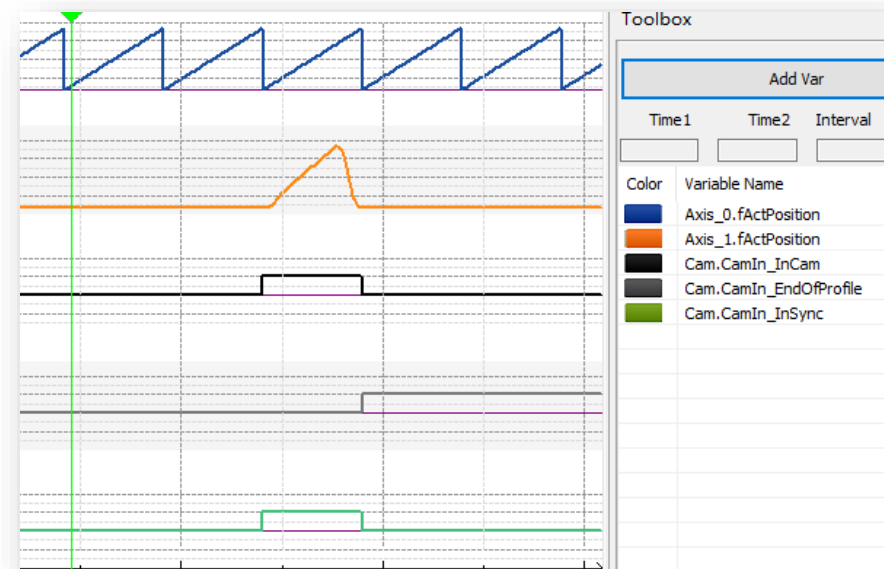 Toolbox
Add Var
Time1 Time2 Interval
Color Variable Name
Axis_0.fActPosition
Axis_1.fActPosition
Cam.CamIn_InCam
Cam.CamIn_EndOfProfile
Cam.CamIn_InSync